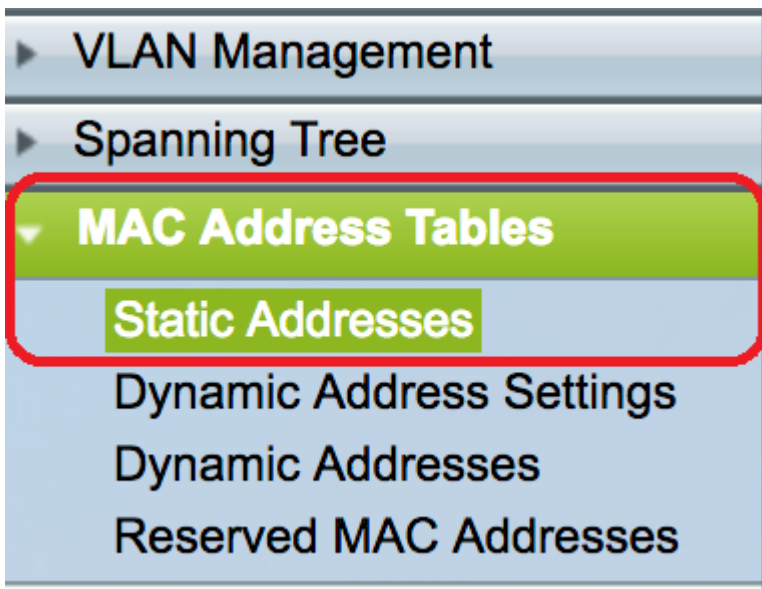 VLAN Management
Spanning Tree
MAC Address Tables
Static Addresses
Dynamic Address Settings
Dynamic Addresses
Reserved MAC Addresses